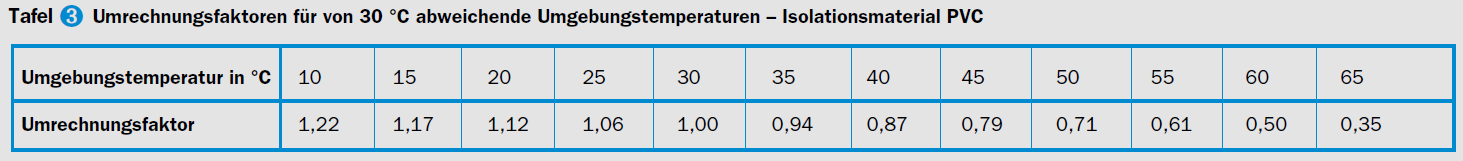 Tafel 3 Umrechnungsfaktoren für von 30 °C abweichende Umgebungstemperaturen – Isolationsmaterial PVC
Umgebungstemperatur in °C 10 15 20 25 30 35 40 45 50 55 60 65
Umrechnungsfaktor 1,22 1,17 1,12 1,06 1,00 0,94 0,87 0,79 0,71 0,61 0,50 0,35